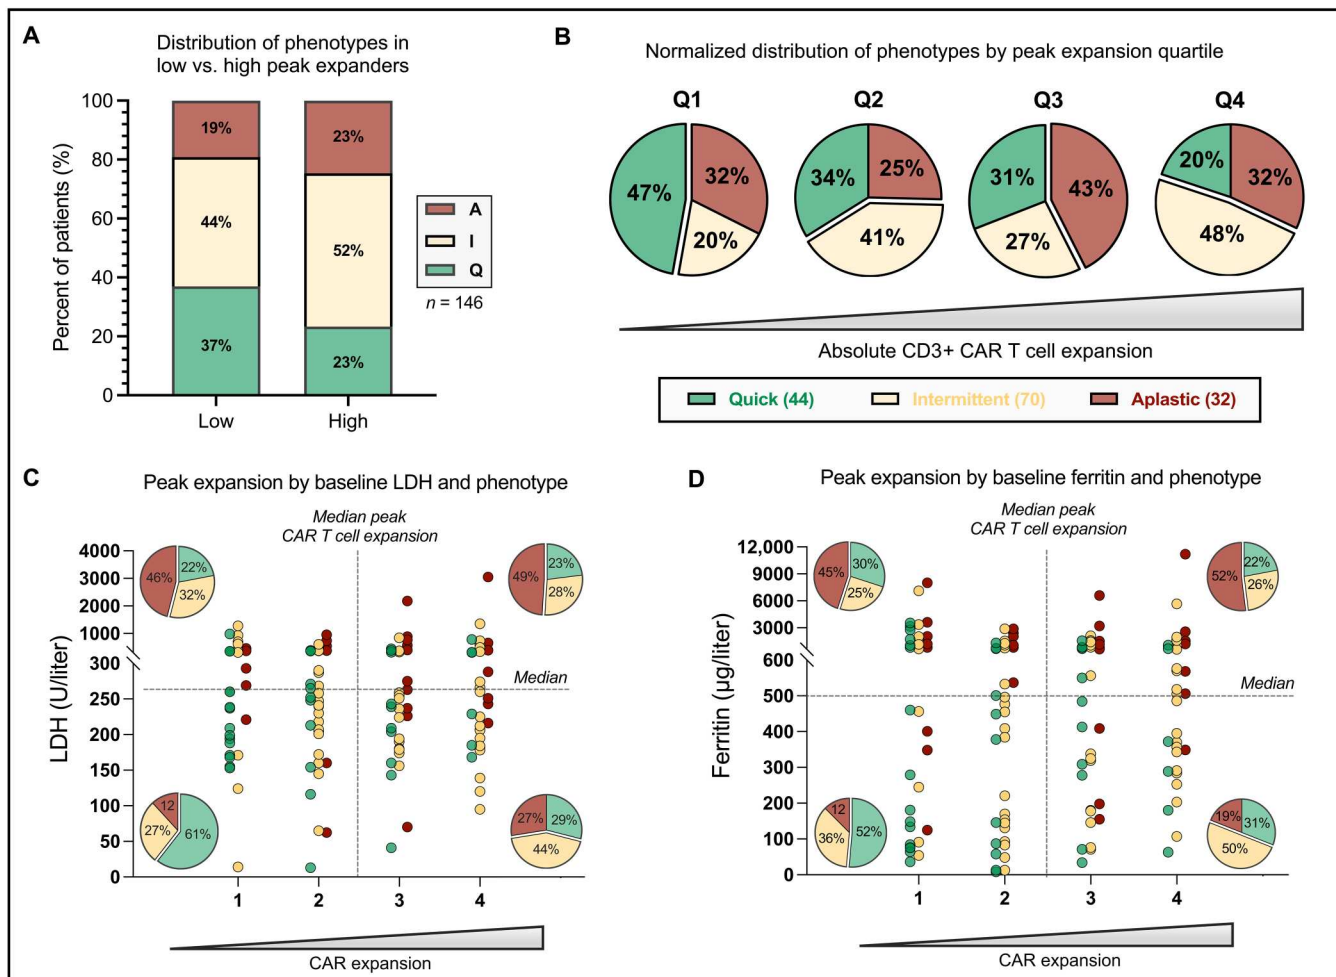 A
Distribution of phenotypes in
low vs. high peak expanders
Percent of patients (%)
100
80
60
40
20
0
19%
44%
37%
23%
52%
23%
Low
High
A
I
Q
n = 146
B
Normalized distribution of phenotypes by peak expansion quartile
Q1
Q2
Q3
Q4
47%
32%
20%
34%
25%
41%
31%
43%
27%
20%
32%
48%
Absolute CD3+ CAR T cell expansion
Quick (44)
Intermittent (70)
Aplastic (32)
C
Peak expansion by baseline LDH and phenotype
Median peak
CAR T cell expansion
LDH (U/liter)
4000
3000
2000
1000
300
250
200
150
100
50
0
46%
22%
32%
49%
23%
28%
Median
12
27%
61%
27%
29%
44%
1
2
3
4
CAR expansion
D
Peak expansion by baseline ferritin and phenotype
Median peak
CAR T cell expansion
Ferritin (µg/liter)
12,000
9000
6000
3000
600
500
400
300
200
100
0
45%
30%
25%
52%
22%
26%
Median
12
36%
52%
19%
31%
50%
1
2
3
4
CAR expansion